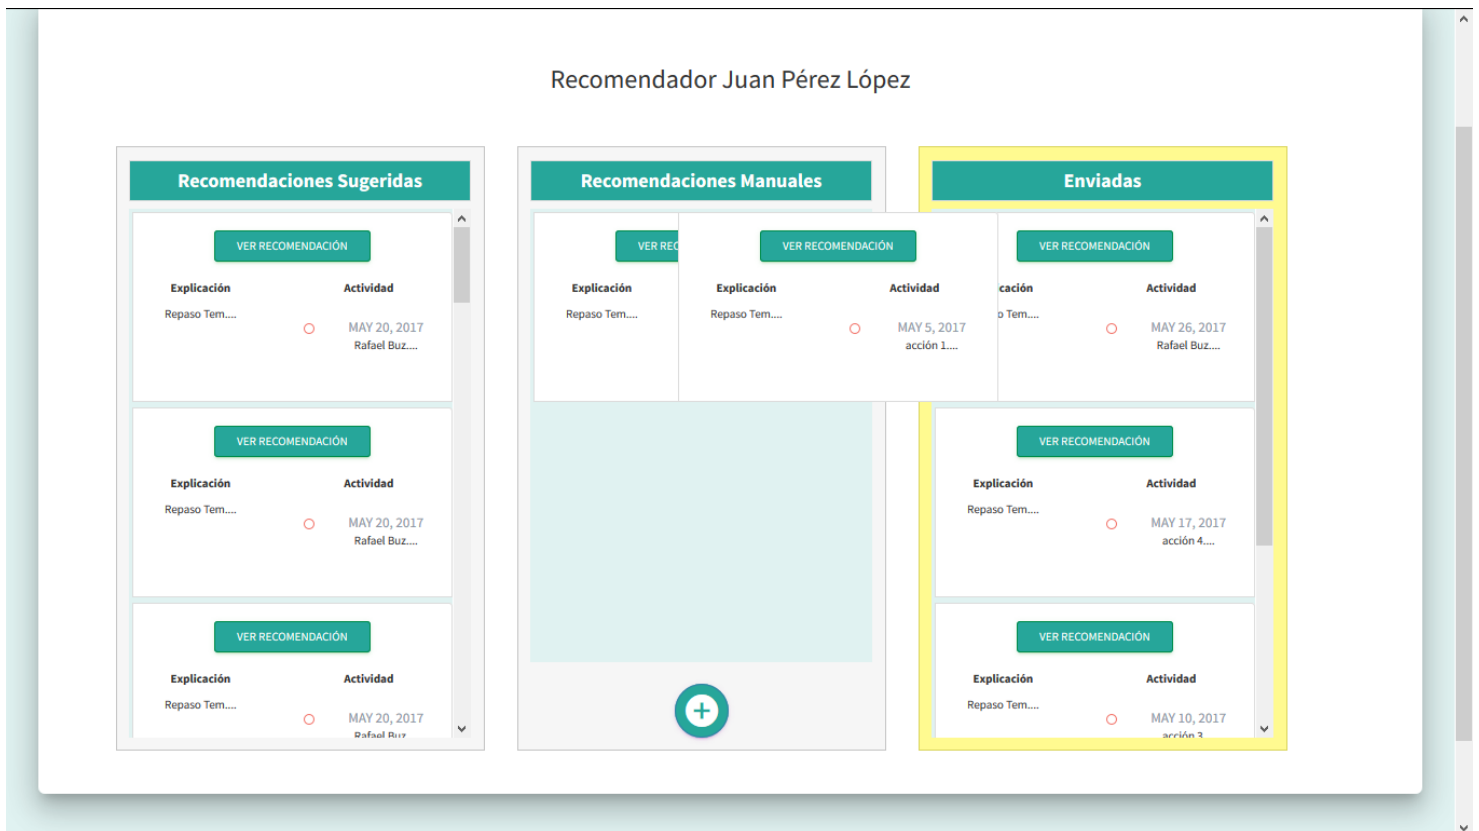 Recomendador Juan Pérez López
Recomendaciones Sugeridas
VER RECOMENDACIÓN
Explicación Actividad
Repaso Tem....
MAY 20, 2017
Rafael Buz....
VER RECOMENDACIÓN
Explicación Actividad
Repaso Tem....
MAY 20, 2017
Rafael Buz....
VER RECOMENDACIÓN
Explicación Actividad
Repaso Tem....
MAY 20, 2017
Rafael Buz
Recomendaciones Manuales
VER REC
Explicación
Repaso Tem....
VER RECOMENDACIÓN
Explicación Actividad
Repaso Tem....
MAY 5, 2017
acción 1....
Enviadas
VER RECOMENDACIÓN
cación Actividad
o Tem....
MAY 26, 2017
Rafael Buz....
VER RECOMENDACIÓN
Explicación Actividad
Repaso Tem....
MAY 17, 2017
acción 4....
VER RECOMENDACIÓN
Explicación Actividad
Repaso Tem....
MAY 10, 2017
acción 3